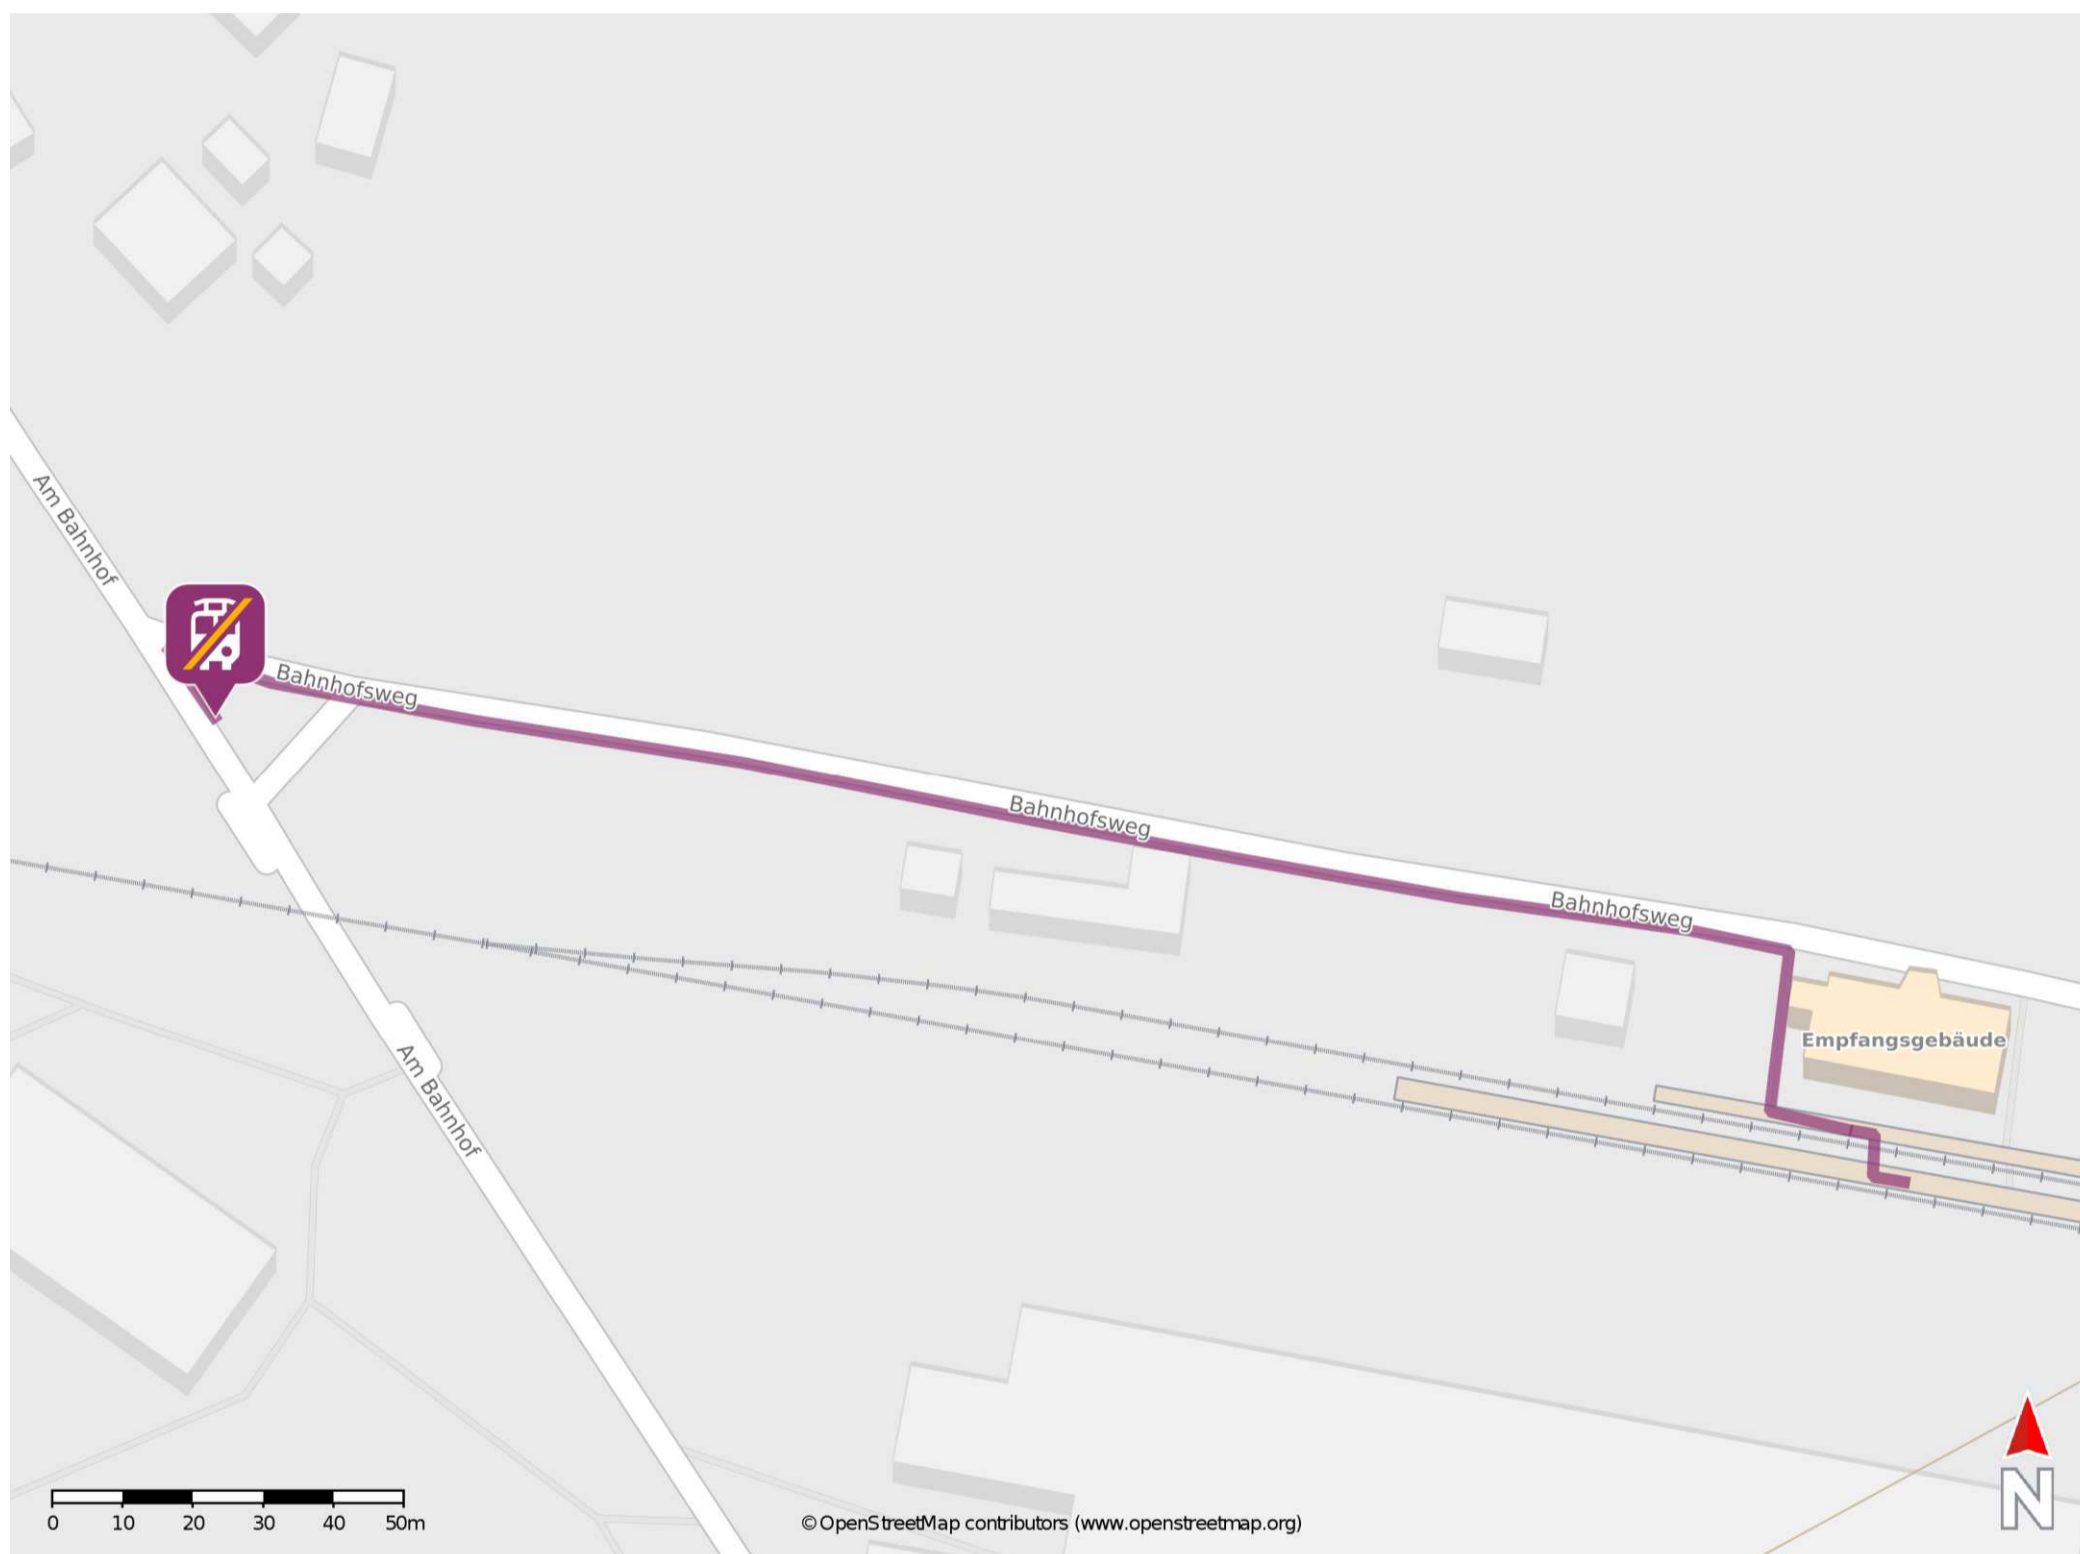 Am Bahnhof
Bahnhofsweg
Bahnhofsweg
Bahnhofsweg
Empfangsgebäude
Am Bahnhof
0 10 20 30 40 50m
© OpenStreetMap contributors (www.openstreetmap.org)
N